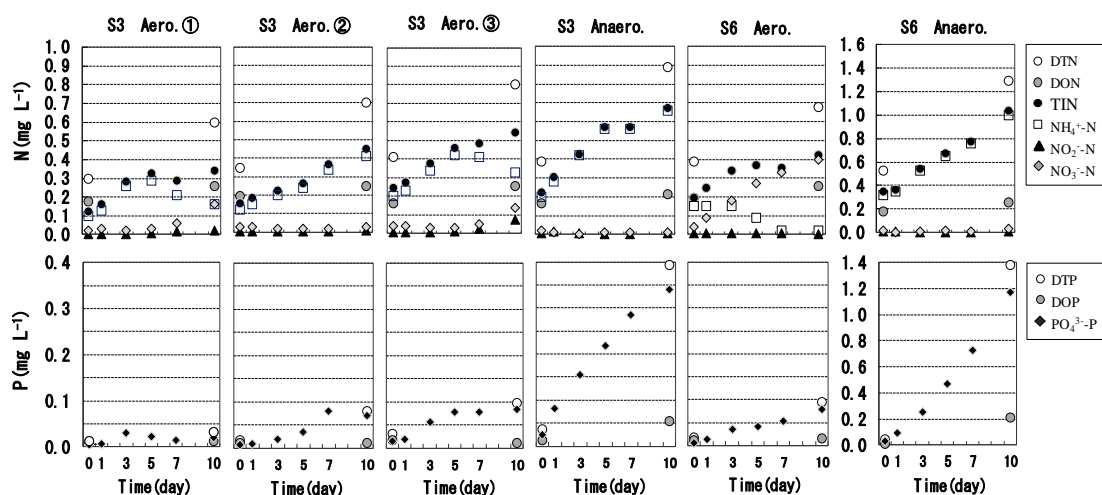 S3 Aero.① S3 Aero.② S3 Aero.③ S3 Anaero. S6 Aero. S6 Anaero.
N(mg L⁻¹)
1.0
0.9
0.8
0.7
0.6
0.5
0.4
0.3
0.2
0.1
0.0
1.6
1.4
1.2
1.0
0.8
0.6
0.4
0.2
0.0
DTN
DON
TIN
NH₄⁺-N
NO₂⁻-N
NO₃⁻-N
P(mg L⁻¹)
0.4
0.3
0.2
0.1
0.0
1.4
1.2
1.0
0.8
0.6
0.4
0.2
0.0
DTP
DOP
PO₄³⁻-P
0 1 3 5 7 10 0 1 3 5 7 10 0 1 3 5 7 10 0 1 3 5 7 10 0 1 3 5 7 10 0 1 3 5 7 10
Time(day) Time(day) Time(day) Time(day) Time(day) Time(day)